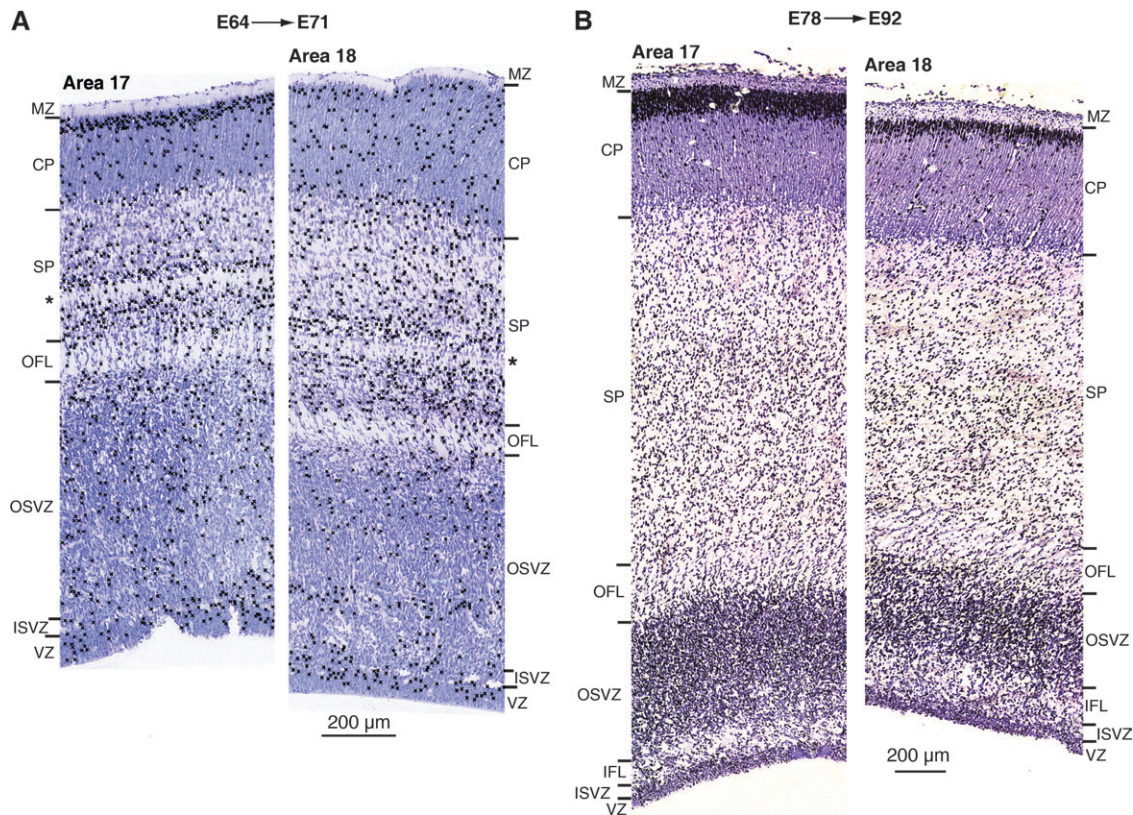 A
E64 → E71
Area 17
Area 18
MZ
CP
SP
*
OFL
OSVZ
ISVZ
VZ
MZ
CP
SP
*
OFL
OSVZ
ISVZ
VZ
200 µm
B
E78 → E92
Area 17
Area 18
MZ
CP
SP
OFL
OSVZ
IFL
ISVZ
VZ
MZ
CP
SP
OFL
OSVZ
IFL
ISVZ
VZ
200 µm